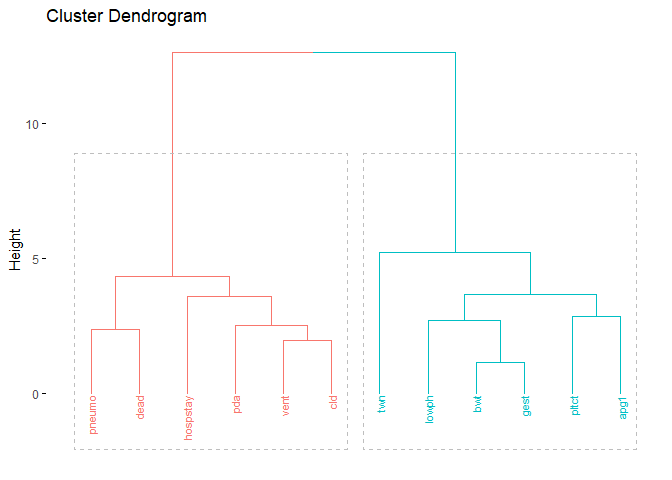 Cluster Dendrogram
Height
10
5
0
pneumo
dead
hospstay
pda
vent
cld
twn
lowph
bwt
gest
pltct
apg1